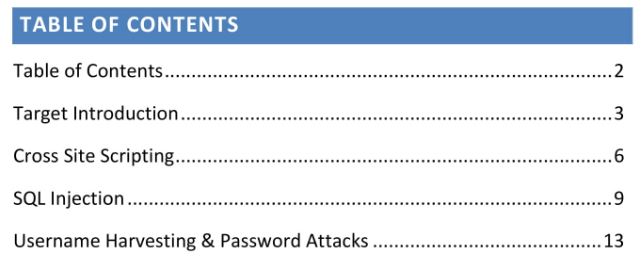 TABLE OF CONTENTS
Table of Contents....................................................................................2
Target Introduction.................................................................................3
Cross Site Scripting..................................................................................6
SQL Injection..........................................................................................9
Username Harvesting & Password Attacks............................................13